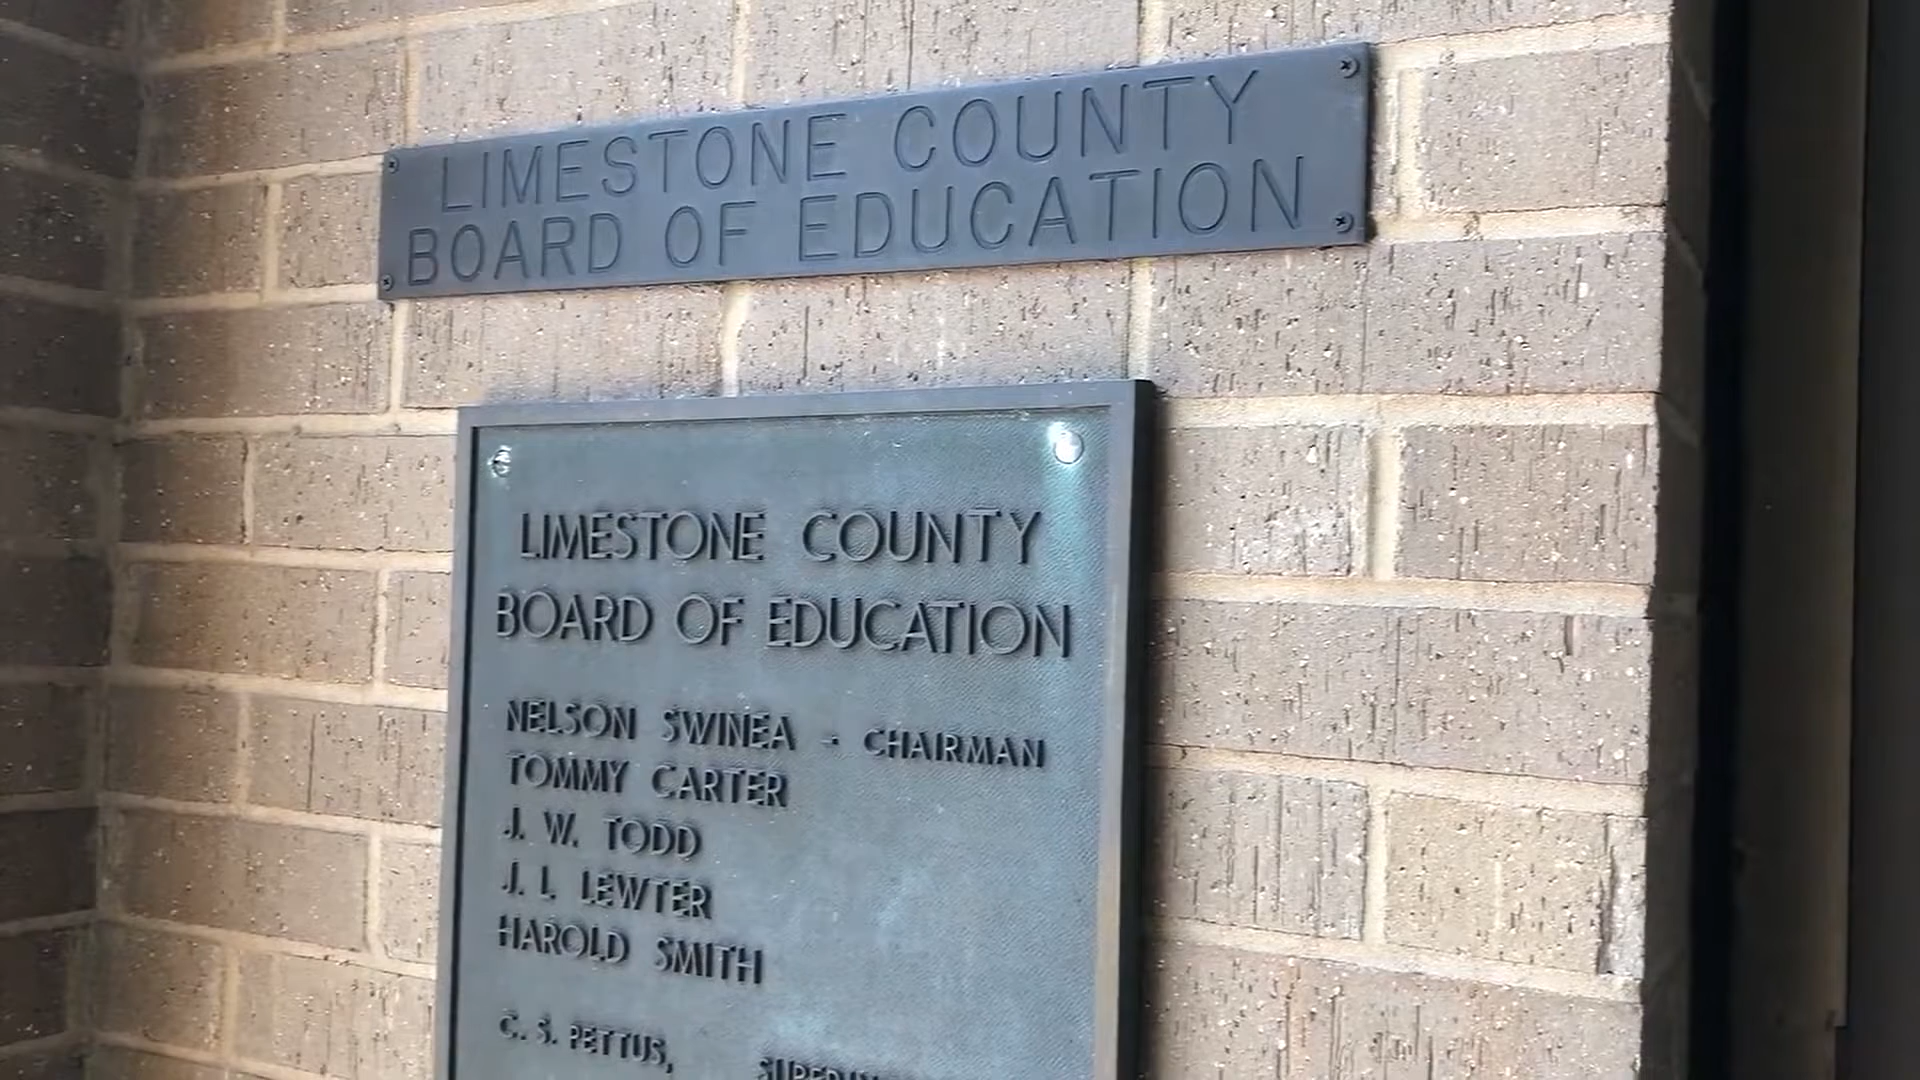 LIMESTONE COUNTY
BOARD OF EDUCATION
LIMESTONE COUNTY
BOARD OF EDUCATION
NELSON SWINEA - CHAIRMAN
TOMMY CARTER
J. W. TODD
J. L. LEWTER
HAROLD SMITH
C. S. PETTUS,